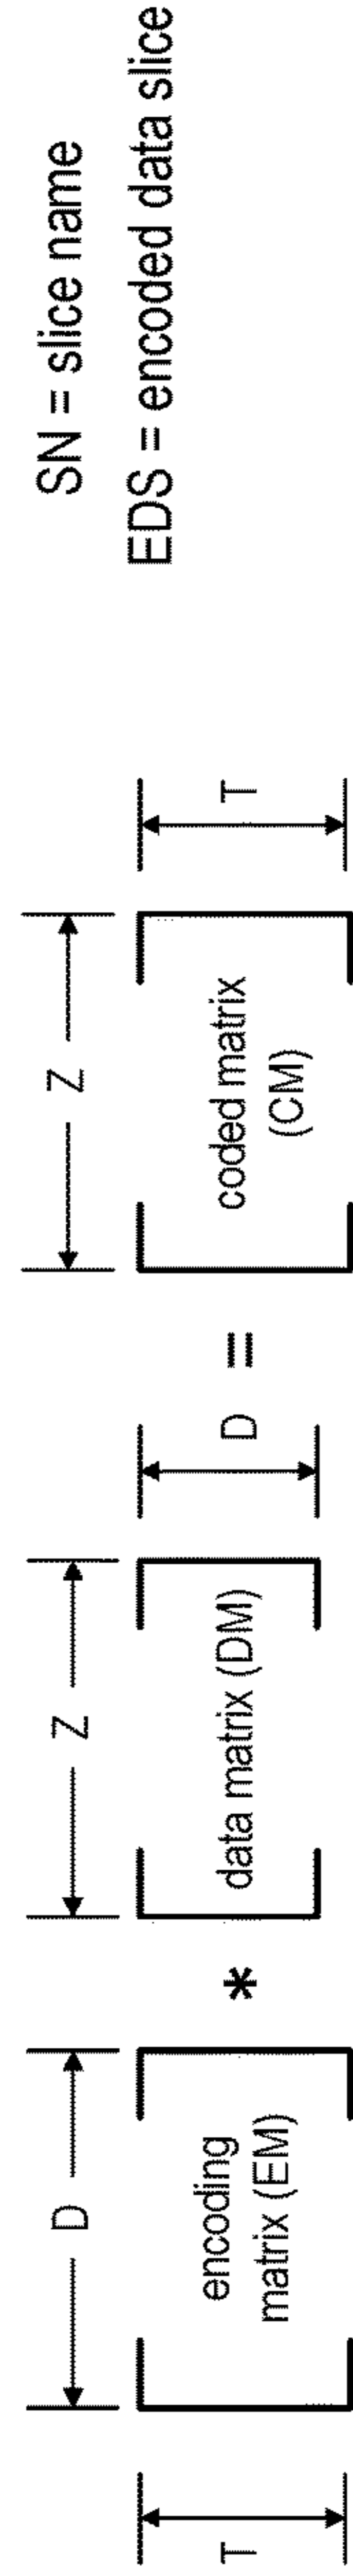 SN = slice name
EDS = encoded data slice
T
D
encoding
matrix (EM)
*
Z
data matrix (DM)
D
=
Z
coded matrix
(CM)
T